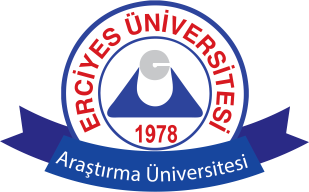 ERCİYES ÜNİVERSİTESİ
1978
Araştırma Üniversitesi